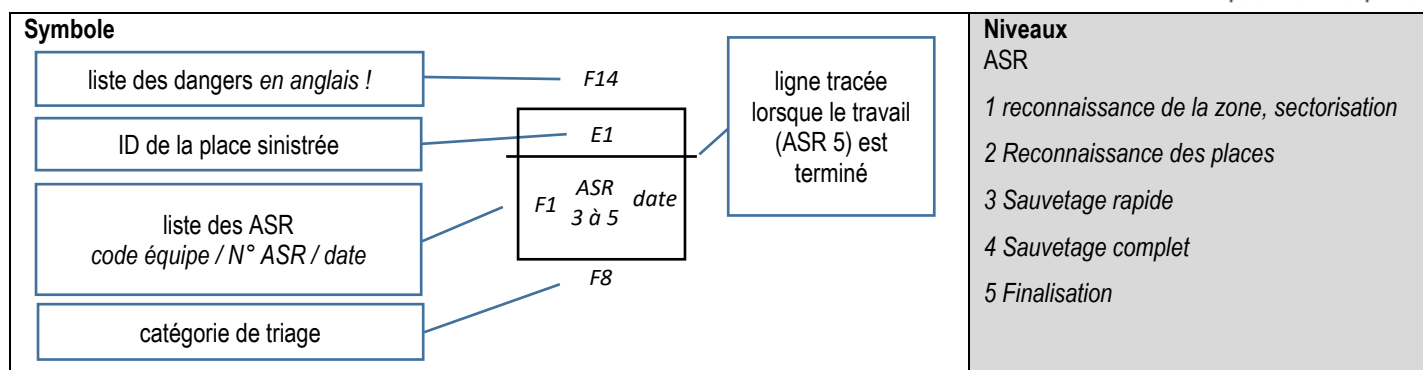 Symbole
liste des dangers en anglais !
ID de la place sinistrée
liste des ASR
code équipe / N° ASR / date
catégorie de triage
F14
E1
F1 ASR 3 à 5 date
F8
ligne tracée
lorsque le travail
(ASR 5) est
terminé
Niveaux
ASR
1 reconnaissance de la zone, sectorisation
2 Reconnaissance des places
3 Sauvetage rapide
4 Sauvetage complet
5 Finalisation